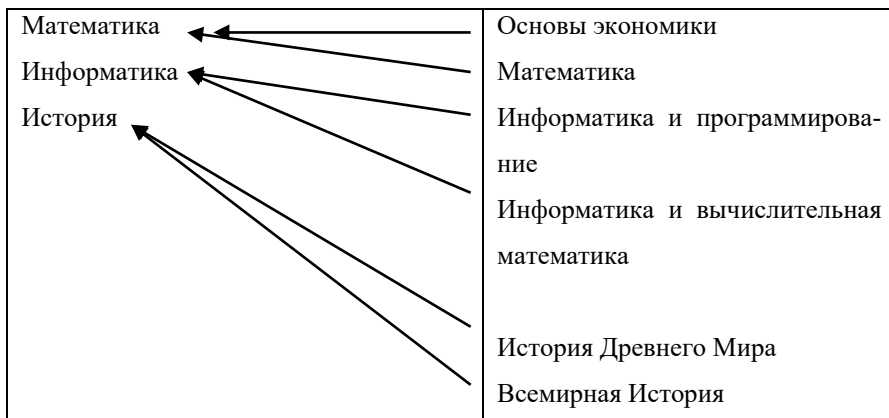 Математика
Информатика
История
Основы экономики
Математика
Информатика и программирова-
ние
Информатика и вычислительная
математика
История Древнего Мира
Всемирная История